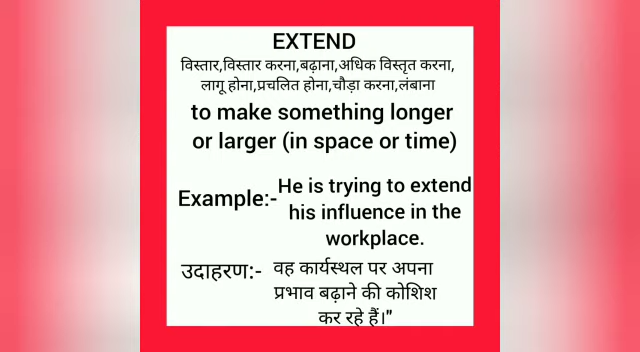 EXTEND
विस्तार,विस्तार करना,बढ़ाना,अधिक विस्तृत करना,
लागू होना,प्रचलित होना,चौड़ा करना,लंबाना
to make something longer
or larger (in space or time)
Example:- He is trying to extend
his influence in the
workplace.
उदाहरण:- वह कार्यस्थल पर अपना
प्रभाव बढ़ाने की कोशिश
कर रहे हैं।"